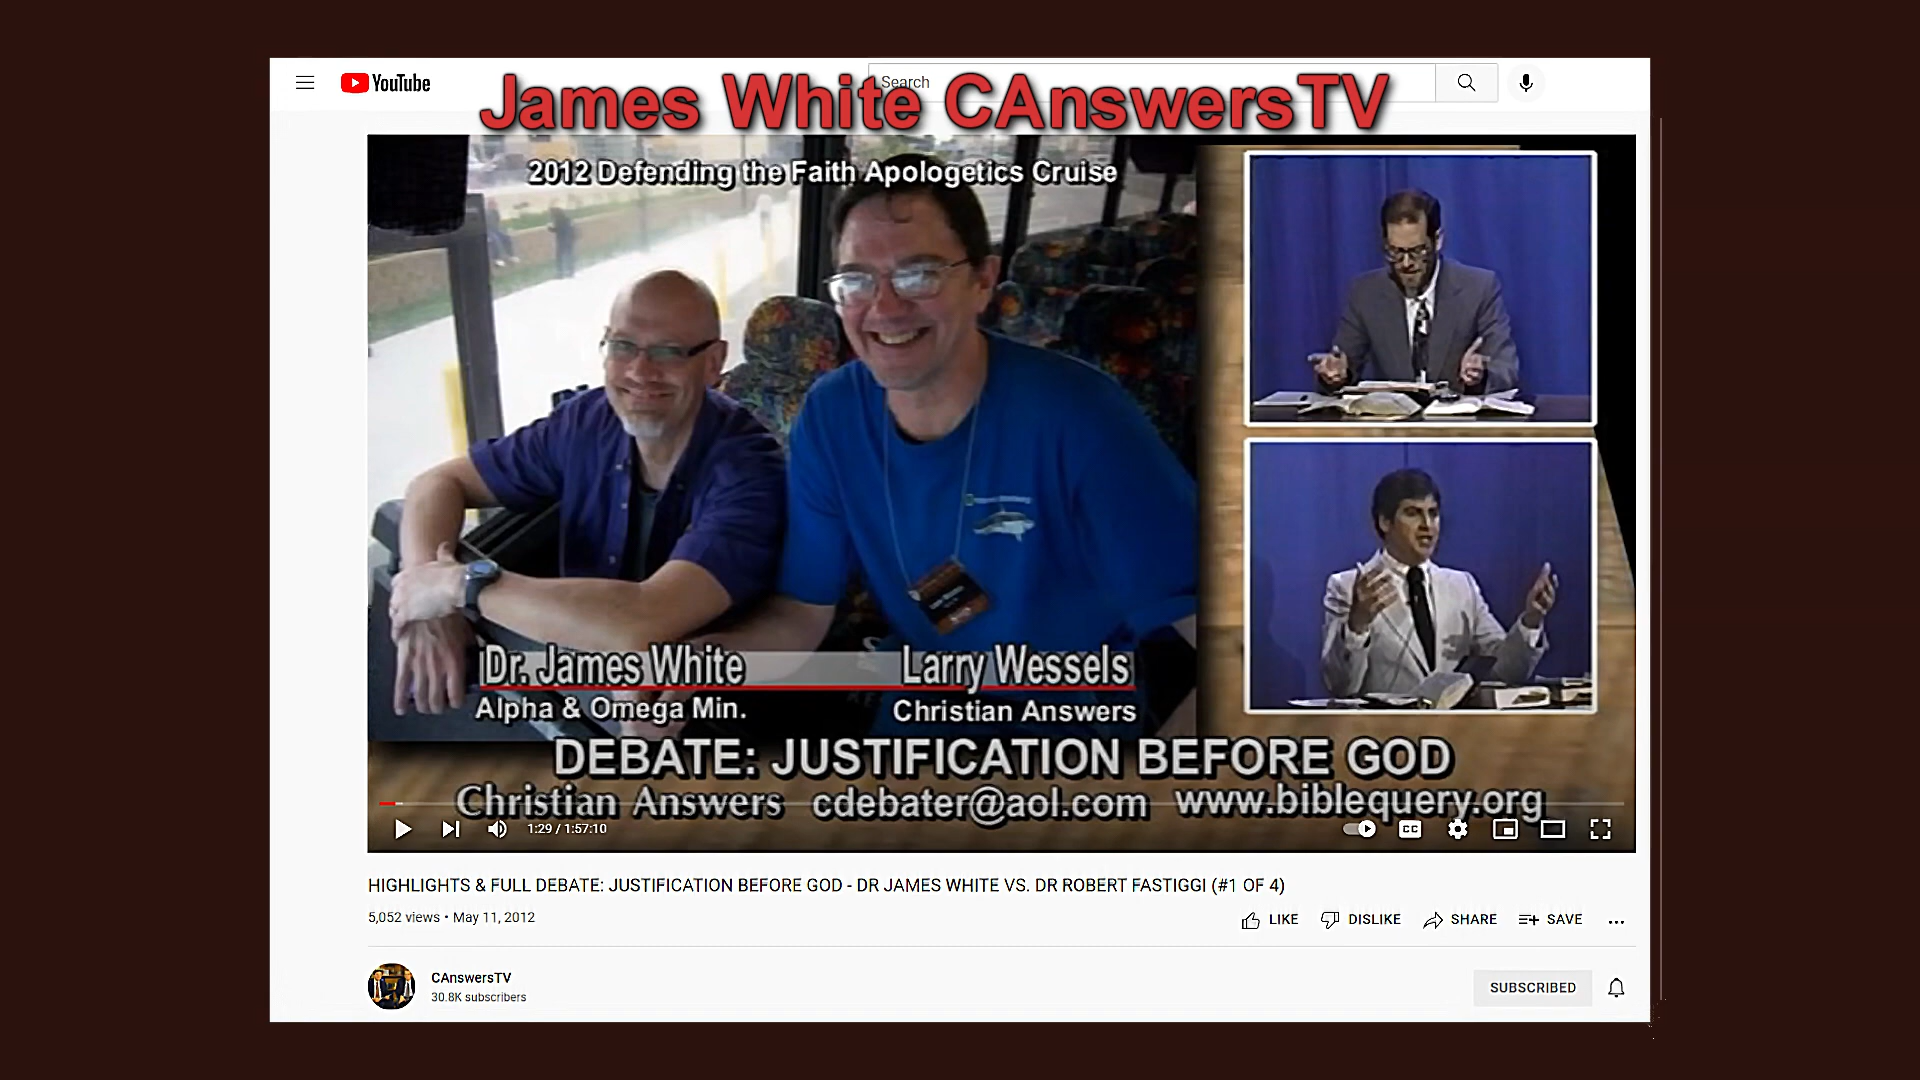 YouTube
Search
James White CAnswersTV
2012 Defending the Faith Apologetics Cruise
Dr. James White
Larry Wessels
Alpha & Omega Min.
Christian Answers
DEBATE: JUSTIFICATION BEFORE GOD
Christian Answers cdebater@aol.com www.biblequery.org
1:29 / 1:57:10
CC
HIGHLIGHTS & FULL DEBATE: JUSTIFICATION BEFORE GOD - DR JAMES WHITE VS. DR ROBERT FASTIGGI (#1 OF 4)
5,052 views • May 11, 2012
LIKE DISLIKE SHARE SAVE ...
CAnswersTV
30.8K subscribers
SUBSCRIBED